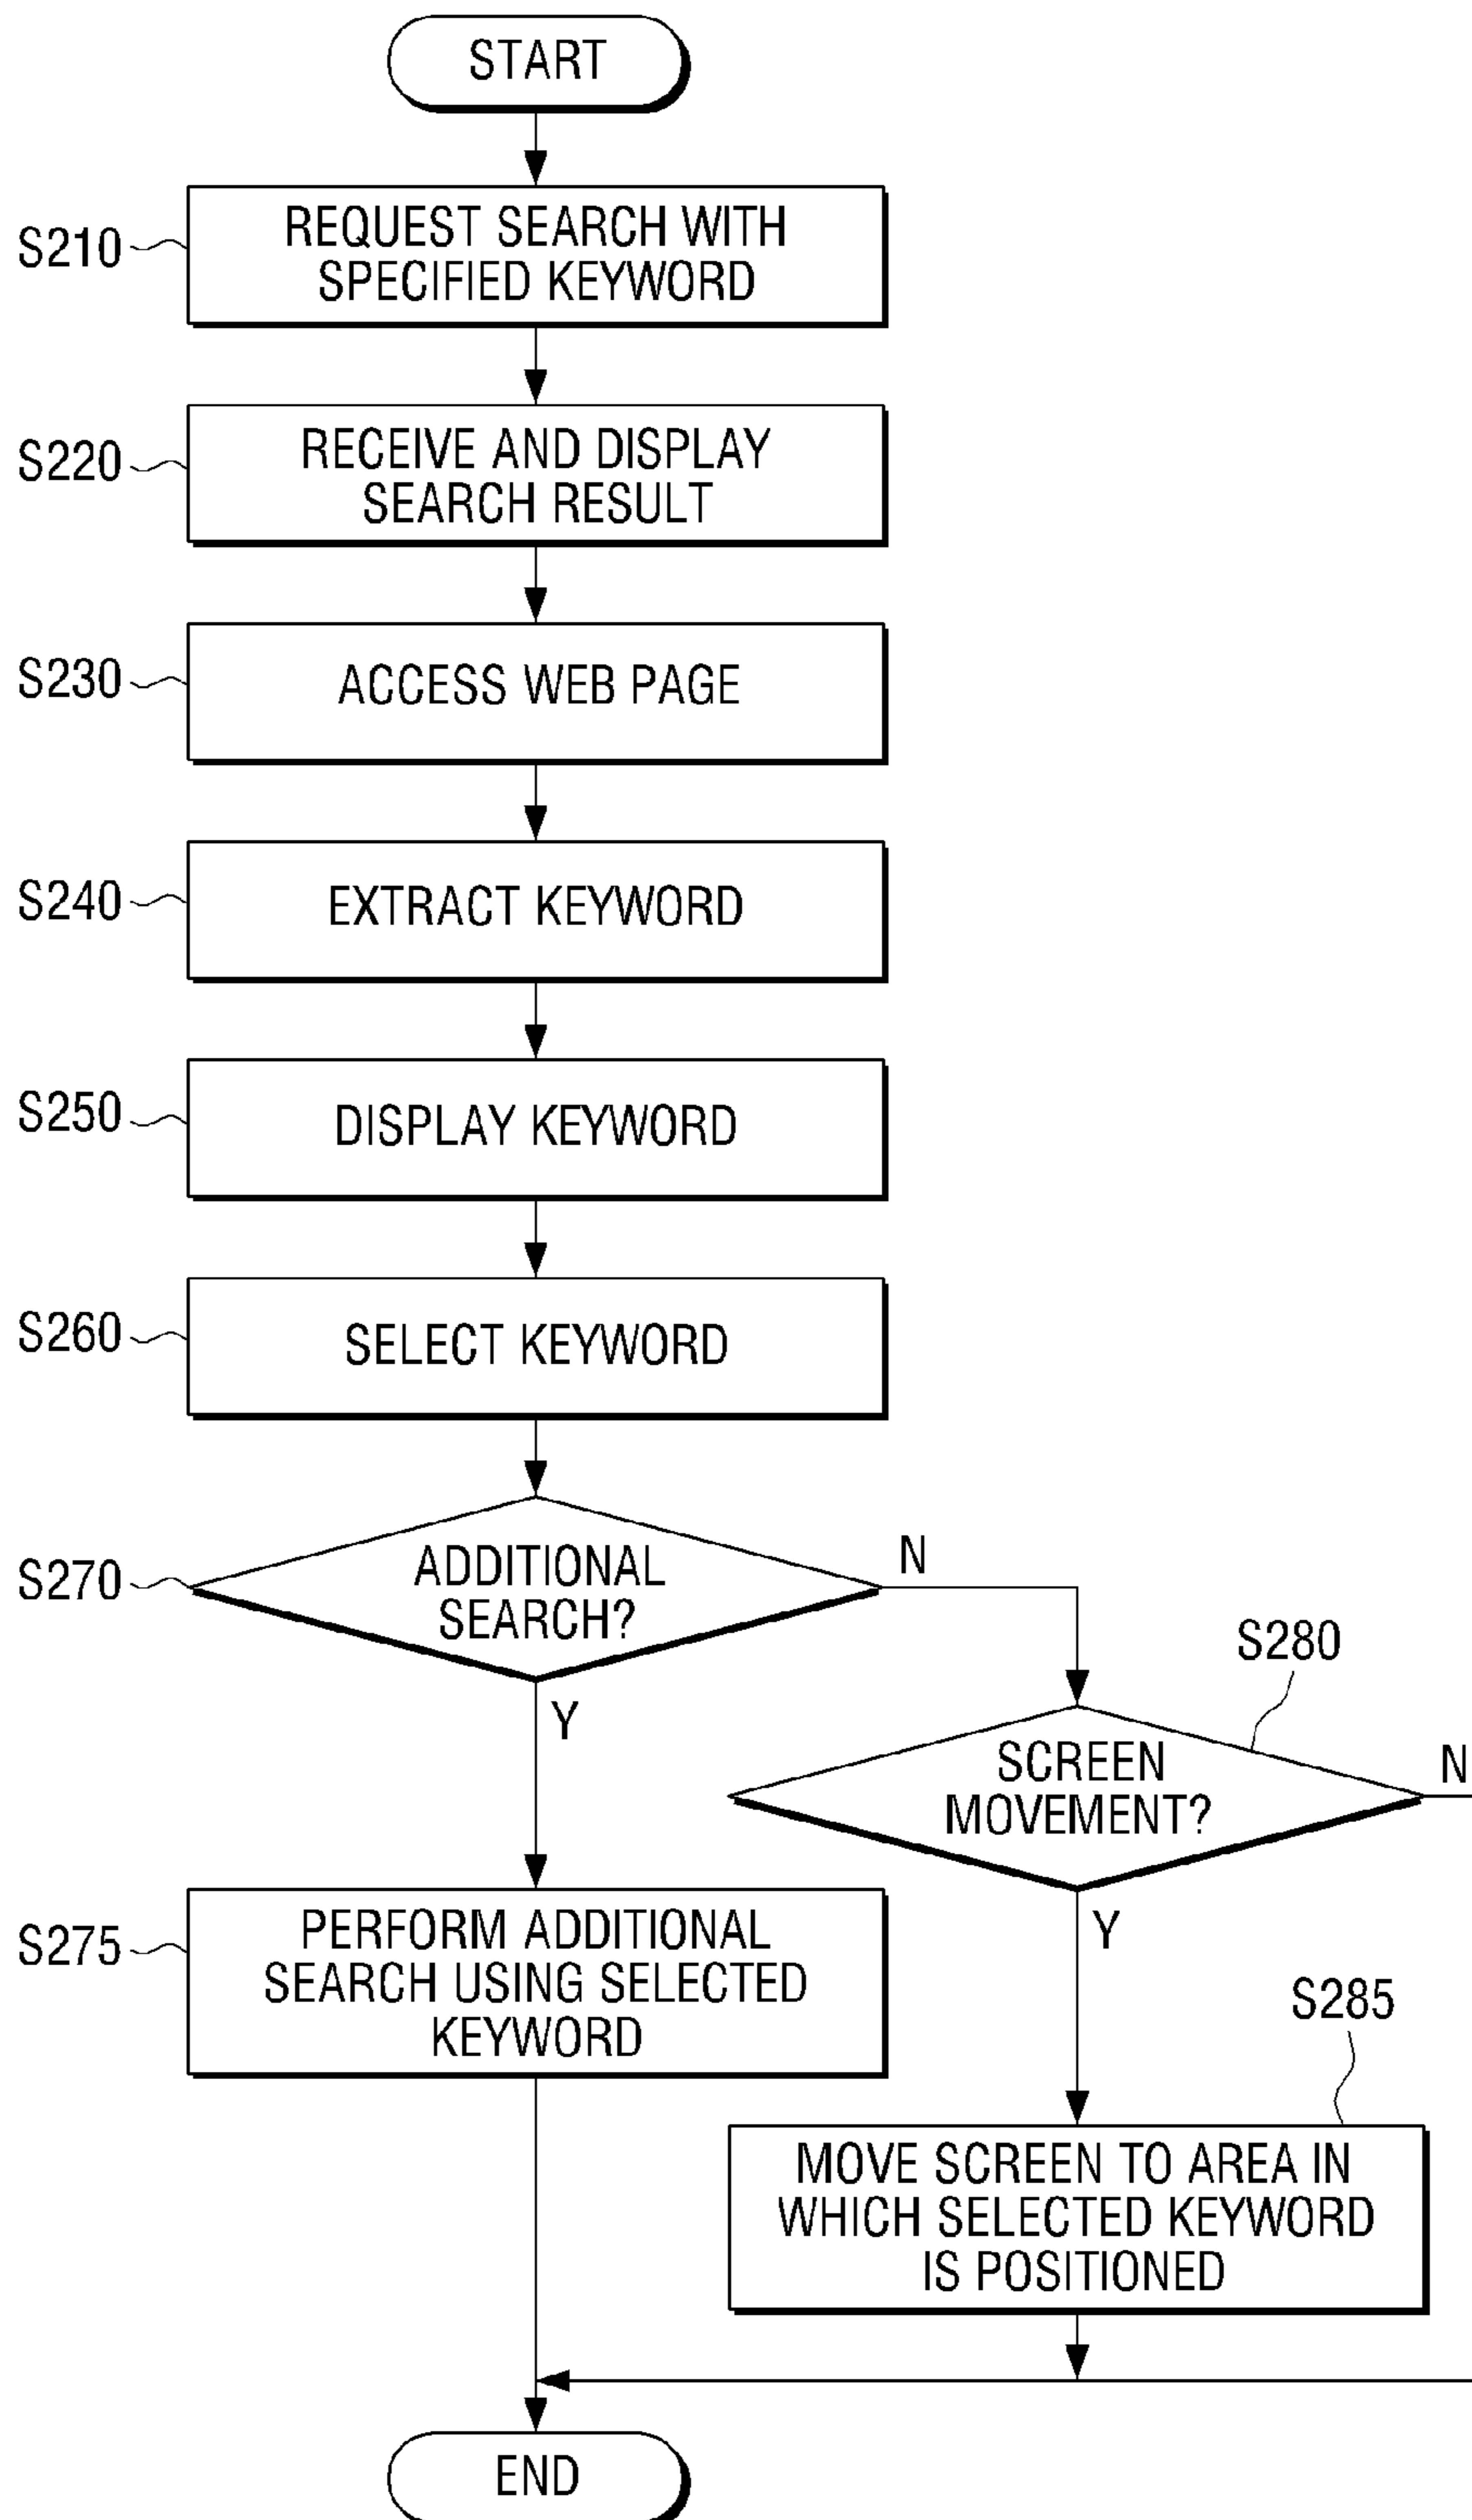 START
S210
REQUEST SEARCH WITH
SPECIFIED KEYWORD
S220
RECEIVE AND DISPLAY
SEARCH RESULT
S230
ACCESS WEB PAGE
S240
EXTRACT KEYWORD
S250
DISPLAY KEYWORD
S260
SELECT KEYWORD
S270
ADDITIONAL
SEARCH?
N
Y
S280
SCREEN
MOVEMENT?
N
Y
S275
PERFORM ADDITIONAL
SEARCH USING SELECTED
KEYWORD
S285
MOVE SCREEN TO AREA IN
WHICH SELECTED KEYWORD
IS POSITIONED
END